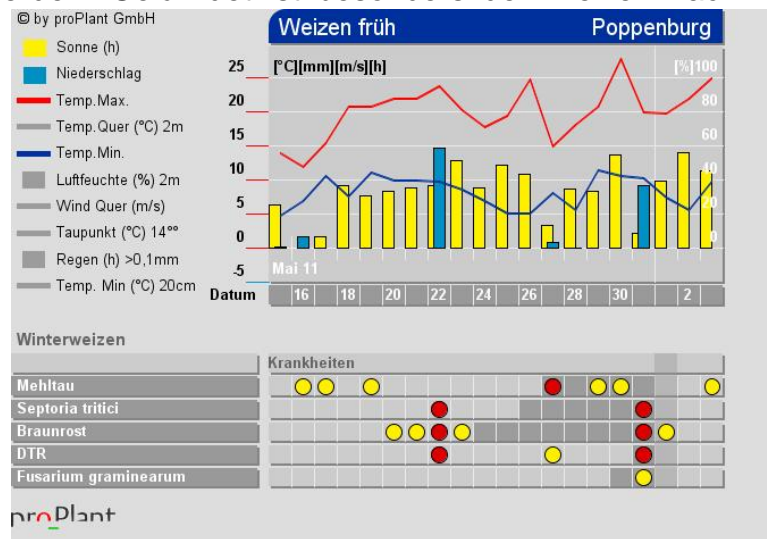 © by proPlant GmbH
Weizen früh Poppenburg
Sonne (h)
Niederschlag
Temp.Max.
Temp.Quer (°C) 2m
Temp.Min.
Luftfeuchte (%) 2m
Wind Quer (m/s)
Taupunkt (°C) 14°°
Regen (h) >0,1mm
Temp. Min (°C) 20cm
[°C][mm][m/s][h] [%]100
25
20 80
15 60
10 40
5 20
0 0
-5 Mai 11
Datum 16 18 20 22 24 26 28 30 2
Winterweizen
Krankheiten
Mehltau
Septoria tritici
Braunrost
DTR
Fusarium graminearum
proPlant